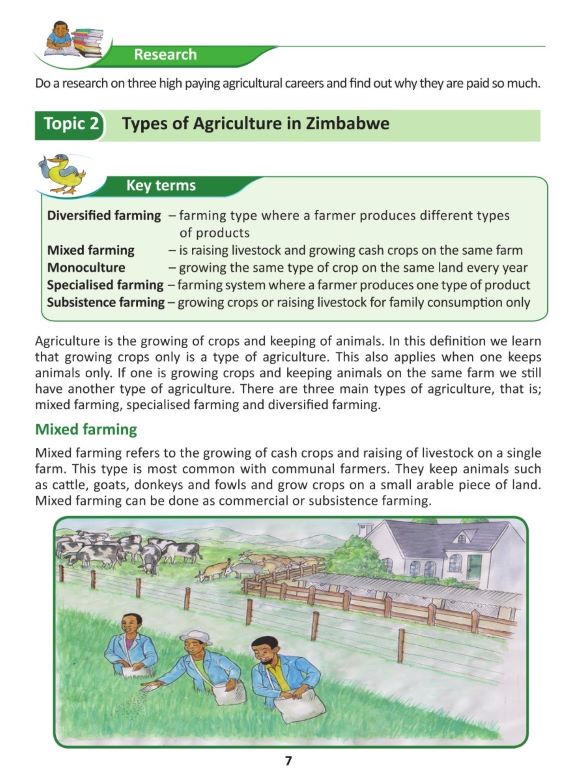 Research
Do a research on three high paying agricultural careers and find out why they are paid so much.
Topic 2 Types of Agriculture in Zimbabwe
Key terms
Diversified farming – farming type where a farmer produces different types
of products
Mixed farming – is raising livestock and growing cash crops on the same farm
Monoculture – growing the same type of crop on the same land every year
Specialised farming – farming system where a farmer produces one type of product
Subsistence farming – growing crops or raising livestock for family consumption only
Agriculture is the growing of crops and keeping of animals. In this definition we learn
that growing crops only is a type of agriculture. This also applies when one keeps
animals only. If one is growing crops and keeping animals on the same farm we still
have another type of agriculture. There are three main types of agriculture, that is;
mixed farming, specialised farming and diversified farming.
Mixed farming
Mixed farming refers to the growing of cash crops and raising of livestock on a single
farm. This type is most common with communal farmers. They keep animals such
as cattle, goats, donkeys and fowls and grow crops on a small arable piece of land.
Mixed farming can be done as commercial or subsistence farming.
7